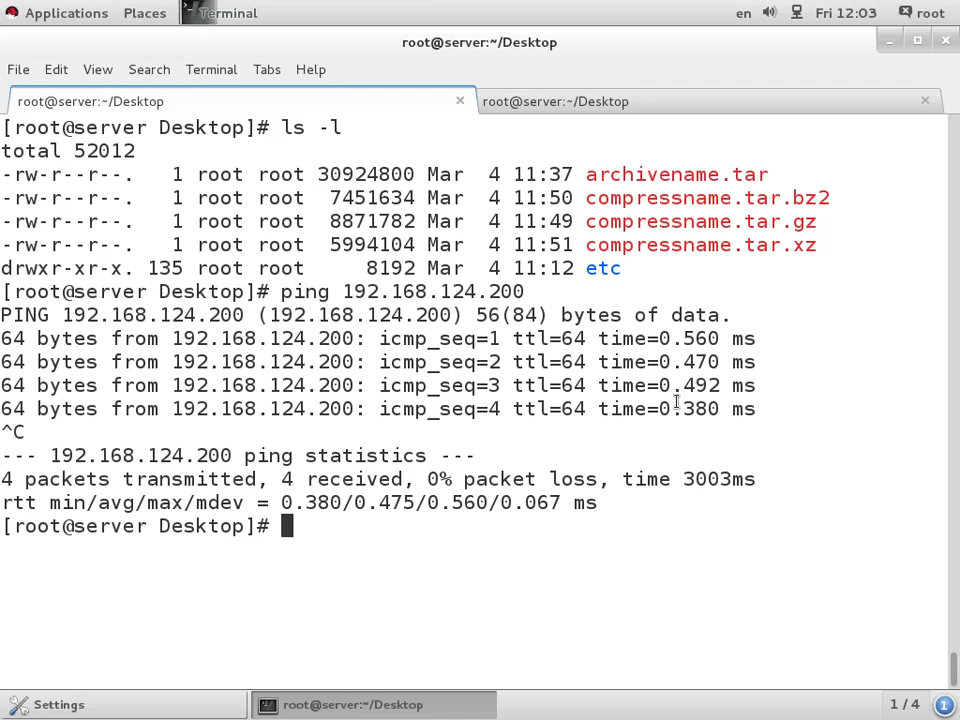 Applications Places Terminal en Fri 12:03 root
root@server:~/Desktop
File Edit View Search Terminal Tabs Help
root@server:~/Desktop root@server:~/Desktop
[root@server Desktop]# ls -l
total 52012
-rw-r--r--. 1 root root 30924800 Mar 4 11:37 archivename.tar
-rw-r--r--. 1 root root 7451634 Mar 4 11:50 compressname.tar.bz2
-rw-r--r--. 1 root root 8871782 Mar 4 11:49 compressname.tar.gz
-rw-r--r--. 1 root root 5994104 Mar 4 11:51 compressname.tar.xz
drwxr-xr-x. 135 root root 8192 Mar 4 11:12 etc
[root@server Desktop]# ping 192.168.124.200
PING 192.168.124.200 (192.168.124.200) 56(84) bytes of data.
64 bytes from 192.168.124.200: icmp_seq=1 ttl=64 time=0.560 ms
64 bytes from 192.168.124.200: icmp_seq=2 ttl=64 time=0.470 ms
64 bytes from 192.168.124.200: icmp_seq=3 ttl=64 time=0.492 ms
64 bytes from 192.168.124.200: icmp_seq=4 ttl=64 time=0.380 ms
^C
--- 192.168.124.200 ping statistics ---
4 packets transmitted, 4 received, 0% packet loss, time 3003ms
rtt min/avg/max/mdev = 0.380/0.475/0.560/0.067 ms
[root@server Desktop]#
Settings root@server:~/Desktop 1 / 4 1